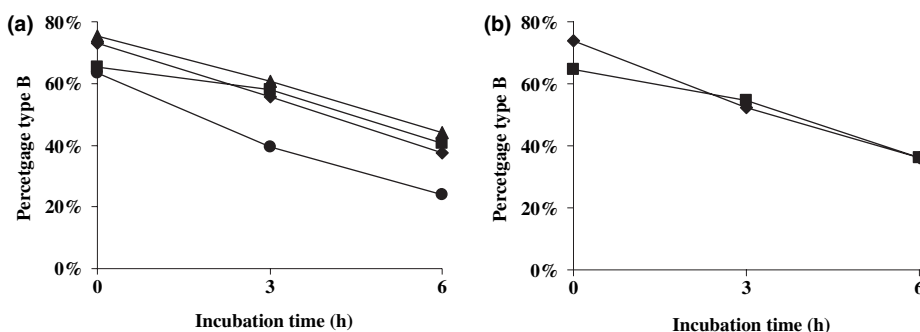 (a)
80%
60%
40%
20%
0%
Percetgage type B
0 3 6
Incubation time (h)
(b)
80%
60%
40%
20%
0%
Percetgage type B
0 3 6
Incubation time (h)